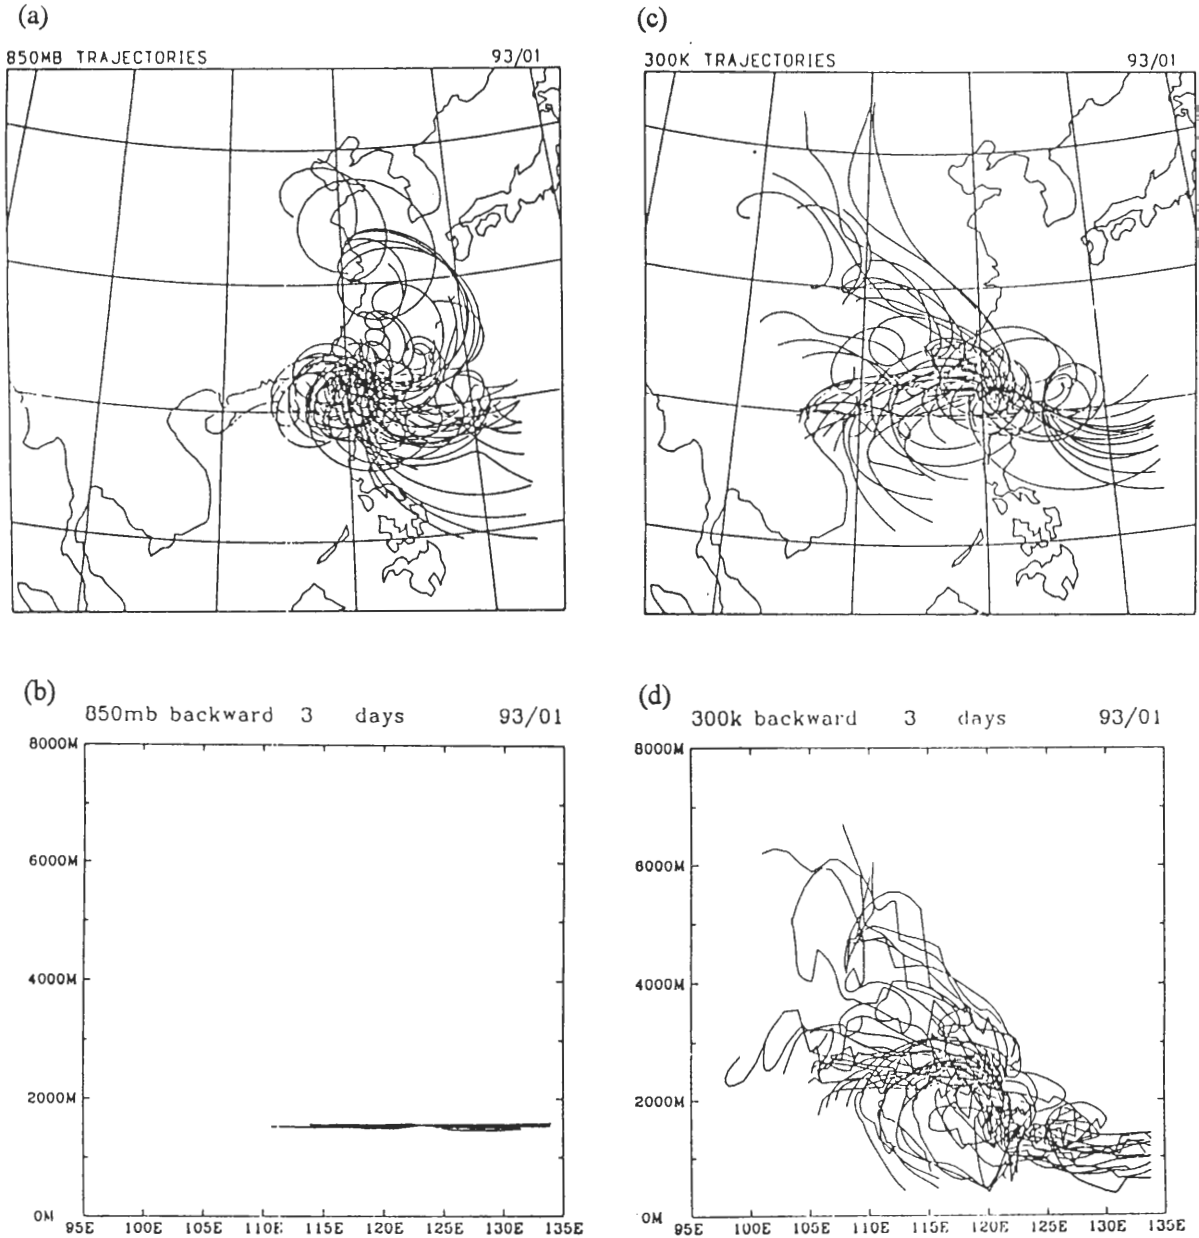 (a)
850MB TRAJECTORIES 93/01
(c)
300K TRAJECTORIES 93/01
(b)
850mb backward 3 days 93/01
8000M
6000M
4000M
2000M
0M
95E 100E 105E 110E 115E 120E 125E 130E 135E
(d)
300k backward 3 days 93/01
8000M
6000M
4000M
2000M
0M
95E 100E 105E 110E 115E 120E 125E 130E 135E